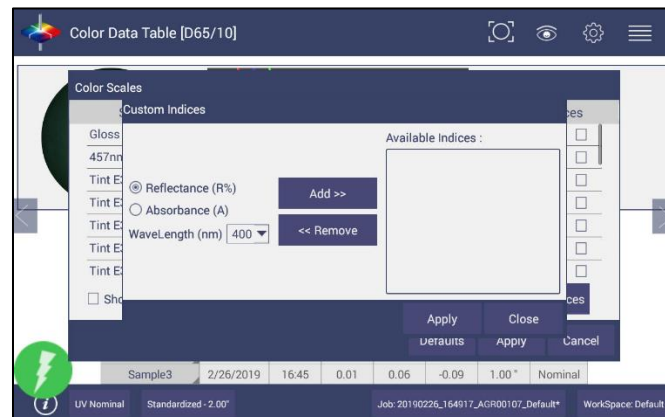 Color Data Table [D65/10]
Color Scales
Custom Indices
Gloss
457nm
Tint E
Tint E
Tint E
Tint E
Tint E
Sho
Available Indices :
Reflectance (R%)
Absorbance (A)
WaveLength (nm) 400
Add >>
<< Remove
Apply Close
ces
ces
Defaults Apply Cancel
Sample3 2/26/2019 16:45 0.01 0.06 -0.09 1.00" Nominal
i UV Nominal Standardized - 2.00" Job: 20190226_164917_AGR00107_Default* WorkSpace: Default